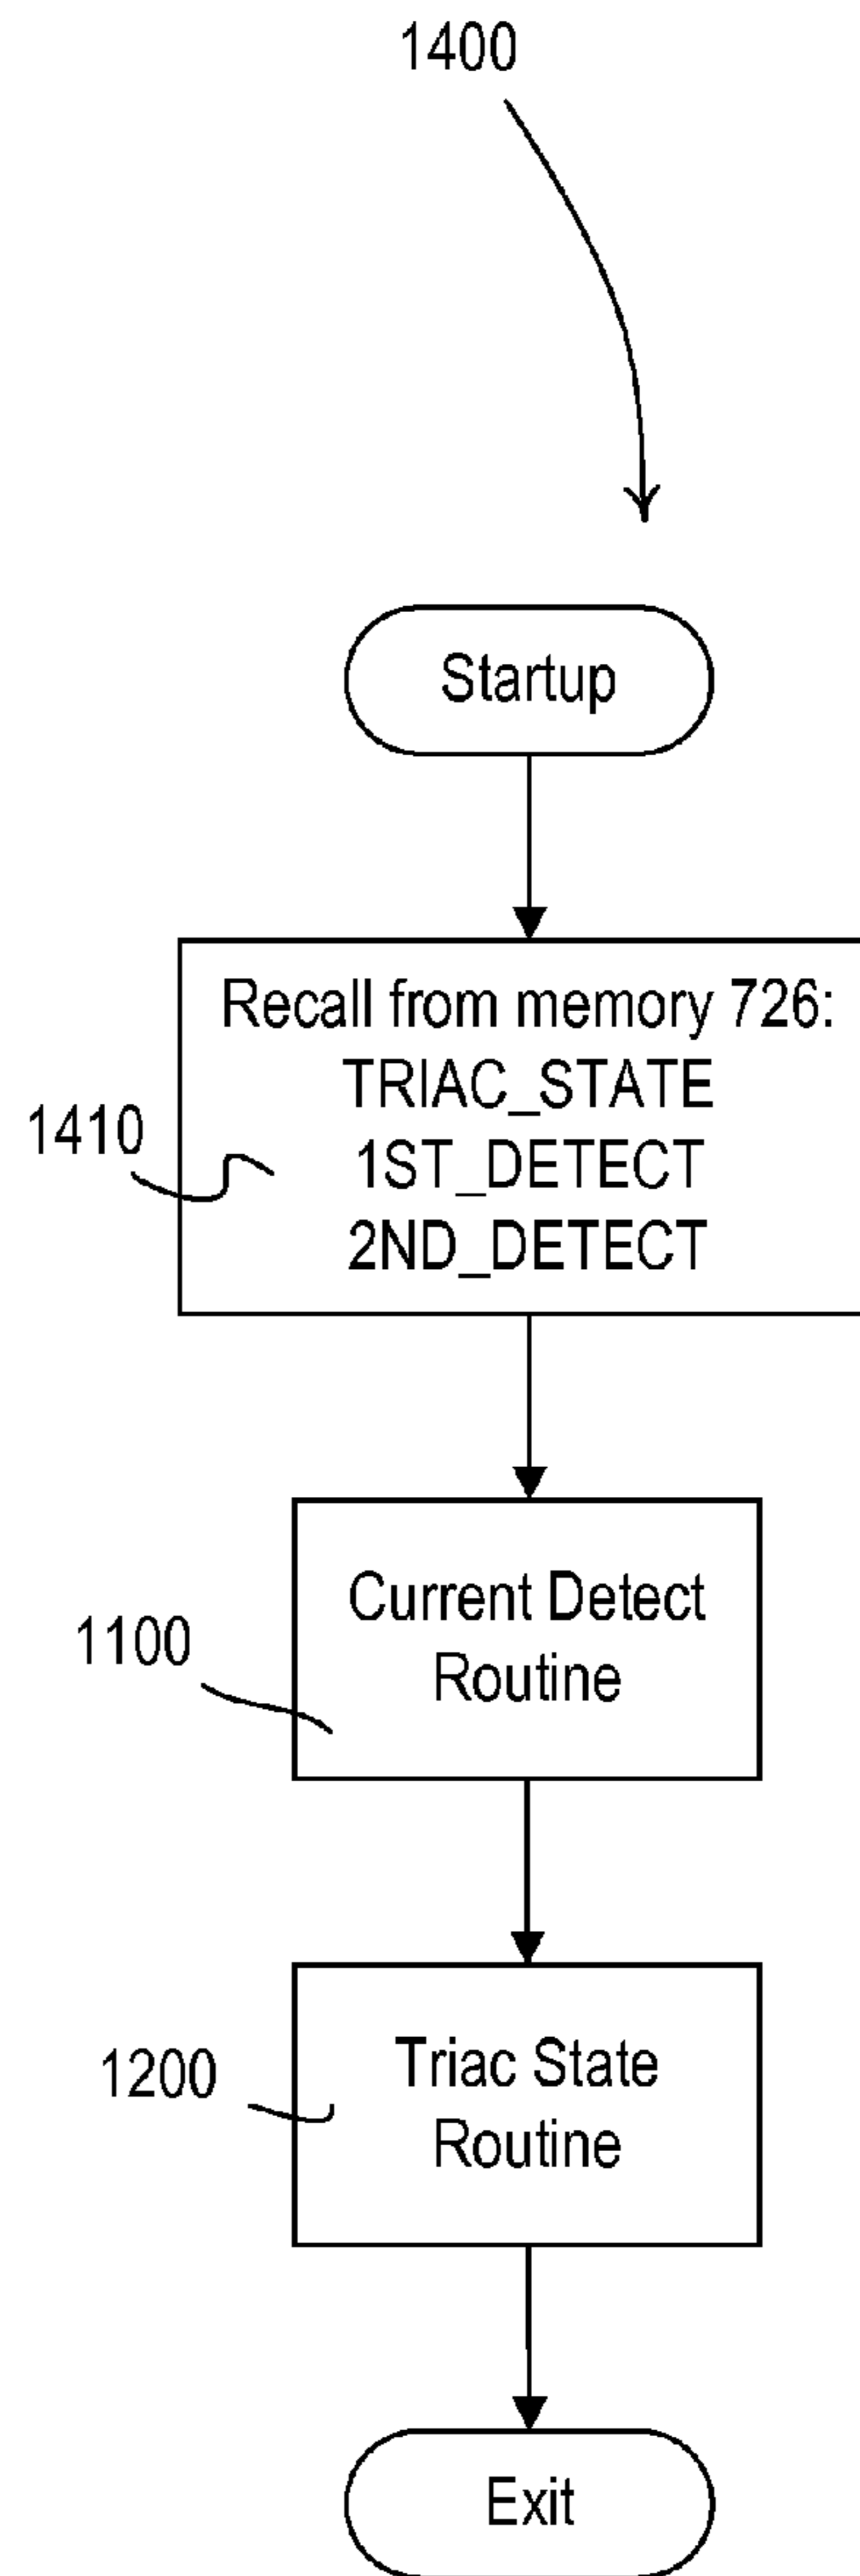 1400
Startup
Recall from memory 726:
TRIAC_STATE
1ST_DETECT
2ND_DETECT
1410
Current Detect
Routine
1100
Triac State
Routine
1200
Exit